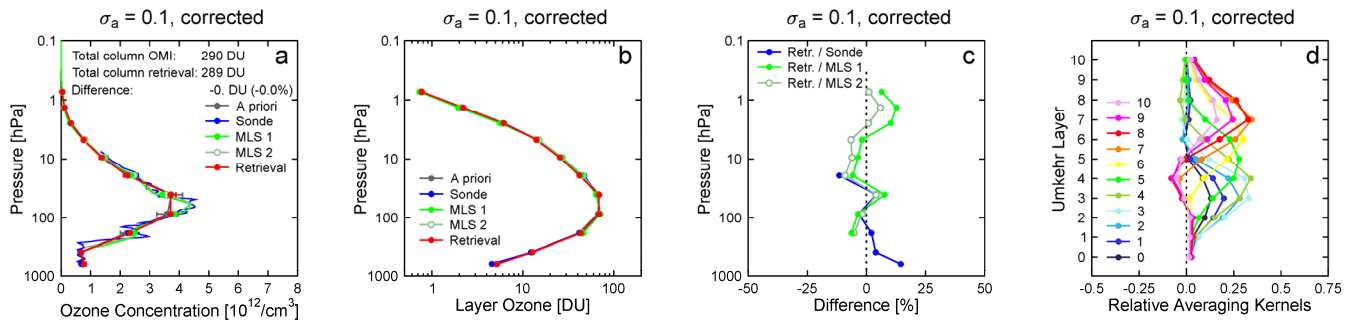 σa = 0.1, corrected
a
Total column OMI: 290 DU
Total column retrieval: 289 DU
Difference: -0. DU (-0.0%)
A priori
Sonde
MLS 1
MLS 2
Retrieval
0.1
1
10
100
1000
Pressure [hPa]
0 1 2 3 4 5 6 7 8
Ozone Concentration [10^12/cm^3]
σa = 0.1, corrected
b
A priori
Sonde
MLS 1
MLS 2
Retrieval
0.1
1
10
100
1000
Pressure [hPa]
1 10 100
Layer Ozone [DU]
σa = 0.1, corrected
c
Retr. / Sonde
Retr. / MLS 1
Retr. / MLS 2
0.1
1
10
100
1000
Pressure [hPa]
-50 -25 0 25 50
Difference [%]
σa = 0.1, corrected
d
10
9
8
7
6
5
4
3
2
1
0
Umkehr Layer
10
9
8
7
6
5
4
3
2
1
0
-0.50 -0.25 0.00 0.25 0.50 0.75
Relative Averaging Kernels